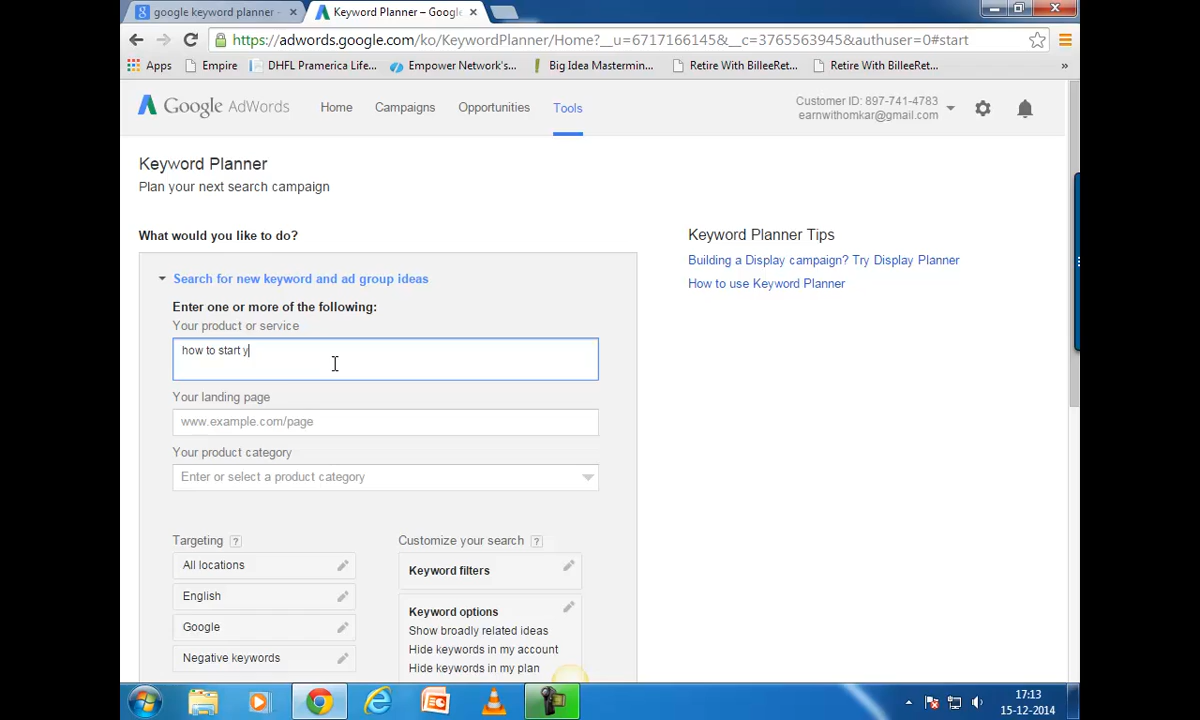 google keyword planner -
Keyword Planner – Google
https://adwords.google.com/ko/KeywordPlanner/Home?__u=6717166145&__c=3765563945&authuser=0#start
Apps
Empire
DHFL Pramerica Life...
Empower Network's...
Big Idea Mastermin...
Retire With BilleeRet...
Retire With BilleeRet...
»
Google AdWords
Home
Campaigns
Opportunities
Tools
Customer ID: 897-741-4783
earnwithomkar@gmail.com
Keyword Planner
Plan your next search campaign
What would you like to do?
Search for new keyword and ad group ideas
Enter one or more of the following:
Your product or service
how to start y
Your landing page
www.example.com/page
Your product category
Enter or select a product category
Targeting ?
All locations
English
Google
Negative keywords
Customize your search ?
Keyword filters
Keyword options
Show broadly related ideas
Hide keywords in my account
Hide keywords in my plan
Keyword Planner Tips
Building a Display campaign? Try Display Planner
How to use Keyword Planner
17:13
15-12-2014